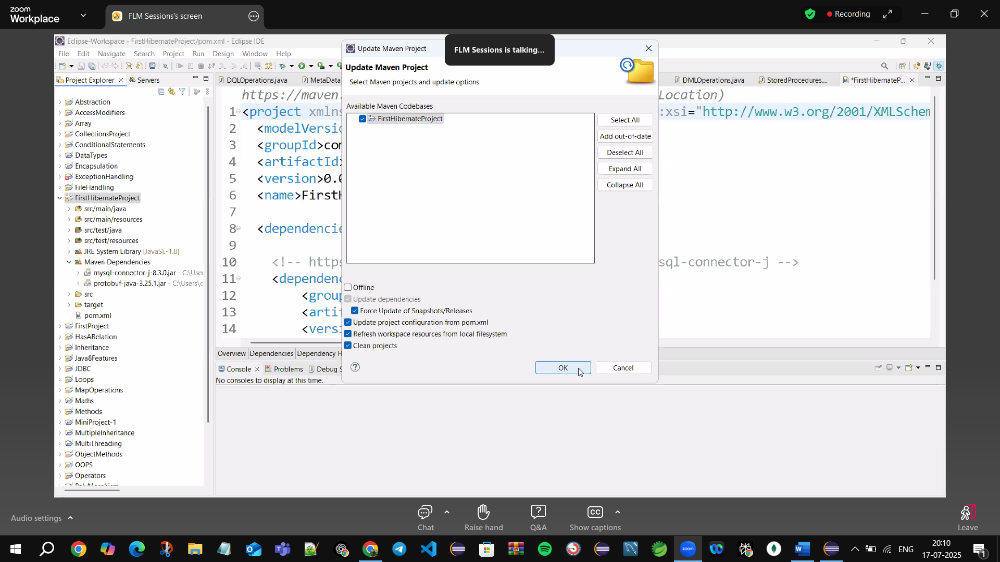 zoom
Workplace
FLM Sessions's screen
Recording
Eclipse-Workspace - FirstHibernateProject/pom.xml - Eclipse IDE
File Edit Navigate Search Project Run Design Window Help
Project Explorer
Servers
Abstraction
AccessModifiers
Array
CollectionsProject
ConditionalStatements
DataTypes
Encapsulation
ExceptionHandling
FileHandling
FirstHibernateProject
src/main/java
src/main/resources
src/test/java
src/test/resources
JRE System Library [JavaSE-1.8]
Maven Dependencies
mysql-connector-j-8.3.0.jar - C:\User
protobuf-java-3.25.1.jar - C:\Users\c
src
target
pom.xml
FirstProject
HasARelation
Inheritance
Java8Features
JDBC
Loops
MapOperations
Maths
Methods
MiniProject-1
MultipleInheritance
MultiThreading
ObjectMethods
OOPS
Operators
DQLOperations.java
MetaData
DMLOperations.java
StoredProcedures....
*FirstHibernateP...
https://maven. Location)
1 <project xmlns :xsi="http://www.w3.org/2001/XMLSchem
2 <modelVersio
3 <groupId>com
4 <artifactId>
5 <version>0.0
6 <name>FirstH
7
8 <dependencie
9
10 <!-- https sql-connector-j -->
11 <dependenc
12 <group
13 <artif
14 <versi
Overview Dependencies Dependency H
Console Problems Debug S
No consoles to display at this time.
Update Maven Project
FLM Sessions is talking...
Update Maven Project
Select Maven projects and update options
Available Maven Codebases
FirstHibernateProject
Select All
Add out-of-date
Deselect All
Expand All
Collapse All
Offline
Update dependencies
Force Update of Snapshots/Releases
Update project configuration from pom.xml
Refresh workspace resources from local filesystem
Clean projects
?
OK
Cancel
Audio settings
Chat
Raise hand
Q&A
CC
Show captions
Leave
zoom
ENG
20:10
17-07-2025
1